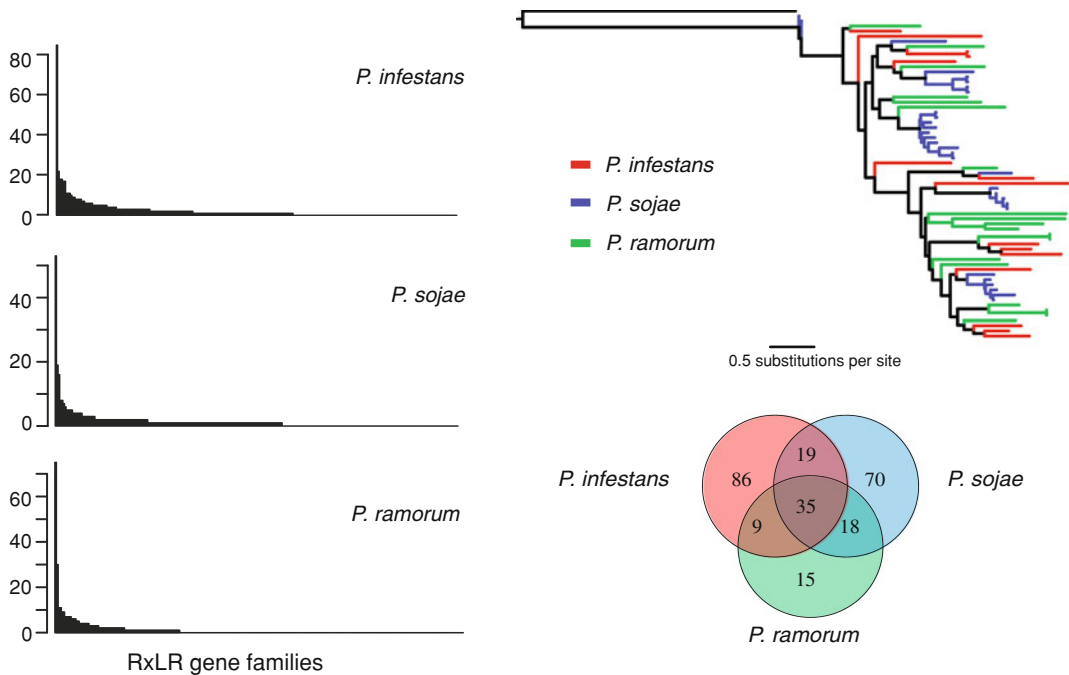 80
60
40
20
0
P. infestans
40
20
0
P. sojae
60
40
20
0
P. ramorum
RxLR gene families
P. infestans
P. sojae
P. ramorum
0.5 substitutions per site
P. infestans
P. sojae
86
19
70
35
9
18
15
P. ramorum